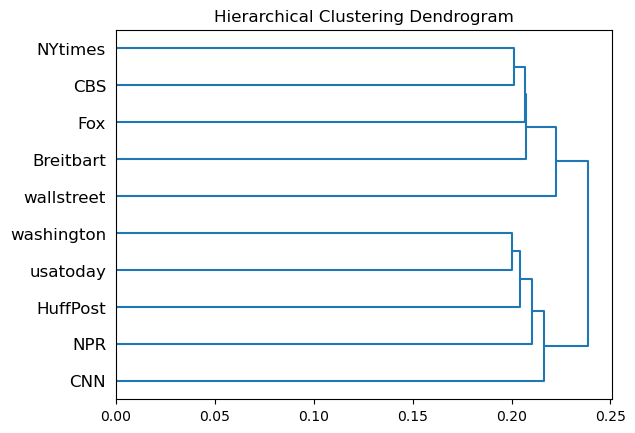 Hierarchical Clustering Dendrogram
NYtimes
CBS
Fox
Breitbart
wallstreet
washington
usatoday
HuffPost
NPR
CNN
0.00 0.05 0.10 0.15 0.20 0.25